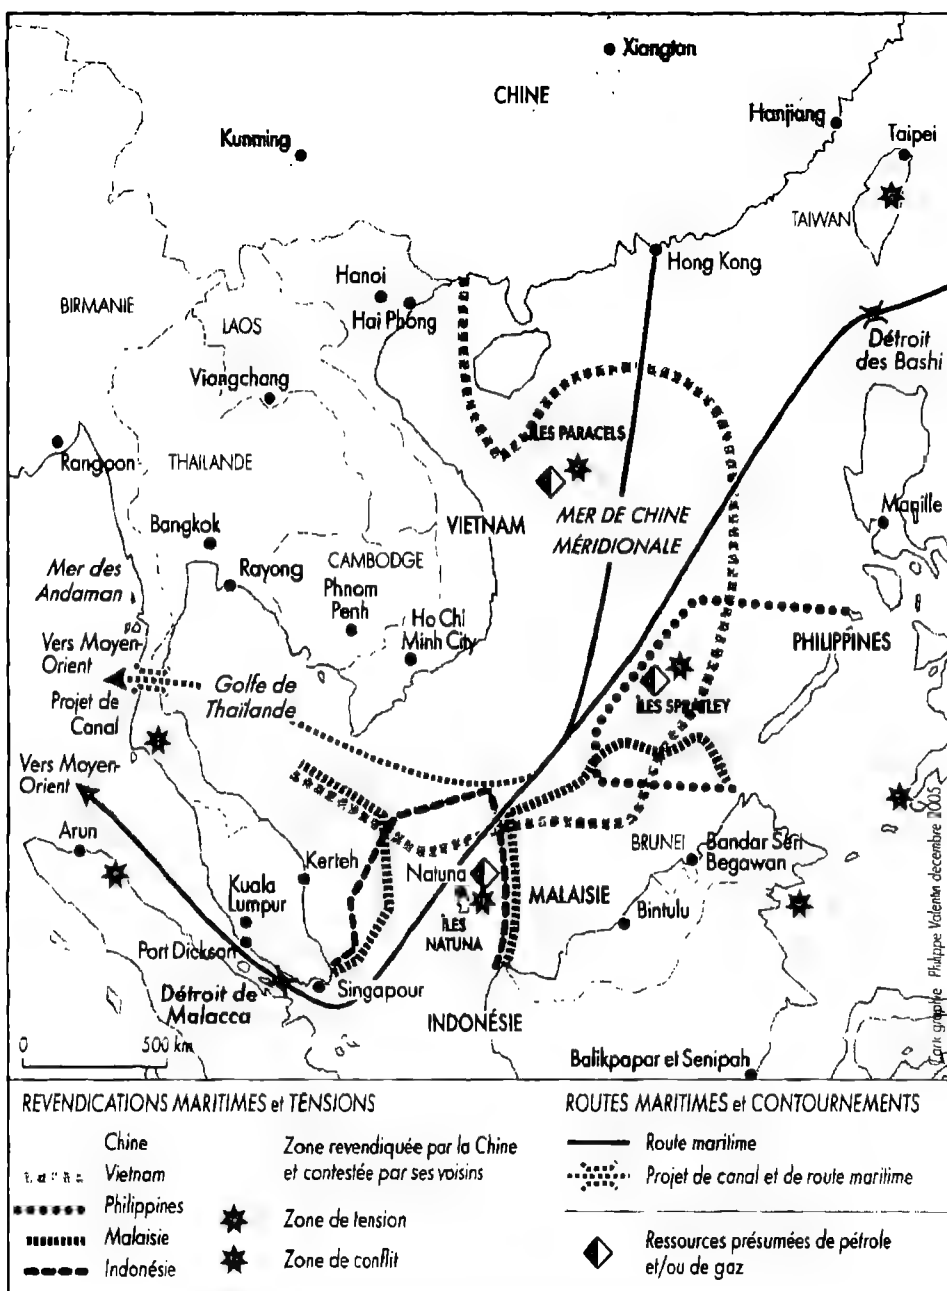 Xiangtan
CHINE
Hanjiang
Kunming
Taipei
TAIWAN
Hong Kong
Hanoi
Hai Phong
BIRMANIE
LAOS
Détroit
des Bashi
Viangchang
ÎLES PARACELS
Rangoon
THAILANDE
Manille
VIETNAM
MER DE CHINE
MÉRIDIONALE
Bangkok
CAMBODGE
Mer des
Andaman
Rayong
Phnom
Penh
Ho Chi
Minh City
PHILIPPINES
Vers Moyen-
Orient
Projet de
Canal
Golfe de
Thaïlande
ÎLES SPRATLEY
Vers Moyen-
Orient
Arun
BRUNEI
Bandar Seri
Begawan
Kerteh
Natuna
MALAISIE
Kuala
Lumpur
Bintulu
ÎLES
NATUNA
Port Dickson
Détroit de
Malacca
Singapour
INDONÉSIE
0 500 km
Balikpapar et Senipah
Philippe Valentin décembre 2005
REVENDICATIONS MARITIMES et TENSIONS
Chine
Vietnam
Philippines
Malaisie
Indonésie
Zone revendiquée par la Chine
et contestée par ses voisins
Zone de tension
Zone de conflit
ROUTES MARITIMES et CONTOURNEMENTS
Route maritime
Projet de canal et de route maritime
Ressources présumées de pétrole
et/ou de gaz